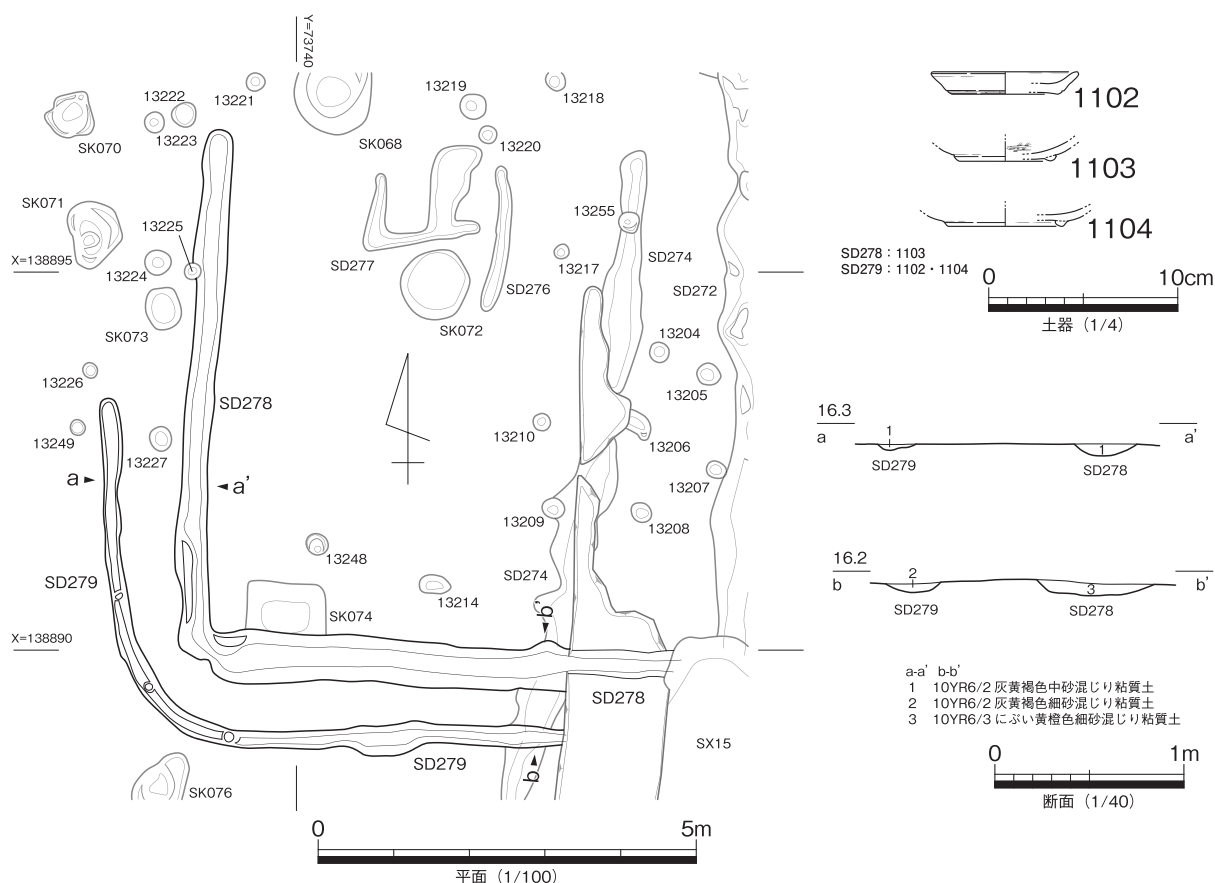 Y=73740
13222
13223
13221
13219
13218
SK070
SK068
13220
SK071
13225
13255
X=138895
13224
SD277
13217
SD274
SD276
SD272
SK073
SK072
13204
13226
13205
SD278
13249
13227
13210
13206
a
a'
13207
13209
13208
13248
SD279
SD274
13214
SK074
b'
X=138890
SD278
SX15
SD279
b
SK076
0
5m
平面（1/100）
1102
1103
1104
SD278：1103
SD279：1102・1104
0
10cm
土器（1/4）
16.3
a
1
1
a'
SD279
SD278
16.2
b
2
3
b'
SD279
SD278
a-a' b-b'
1 10YR6/2 灰黄褐色中砂混じり粘質土
2 10YR6/2 灰黄褐色細砂混じり粘質土
3 10YR6/3 にぶい黄橙色細砂混じり粘質土
0
1m
断面（1/40）